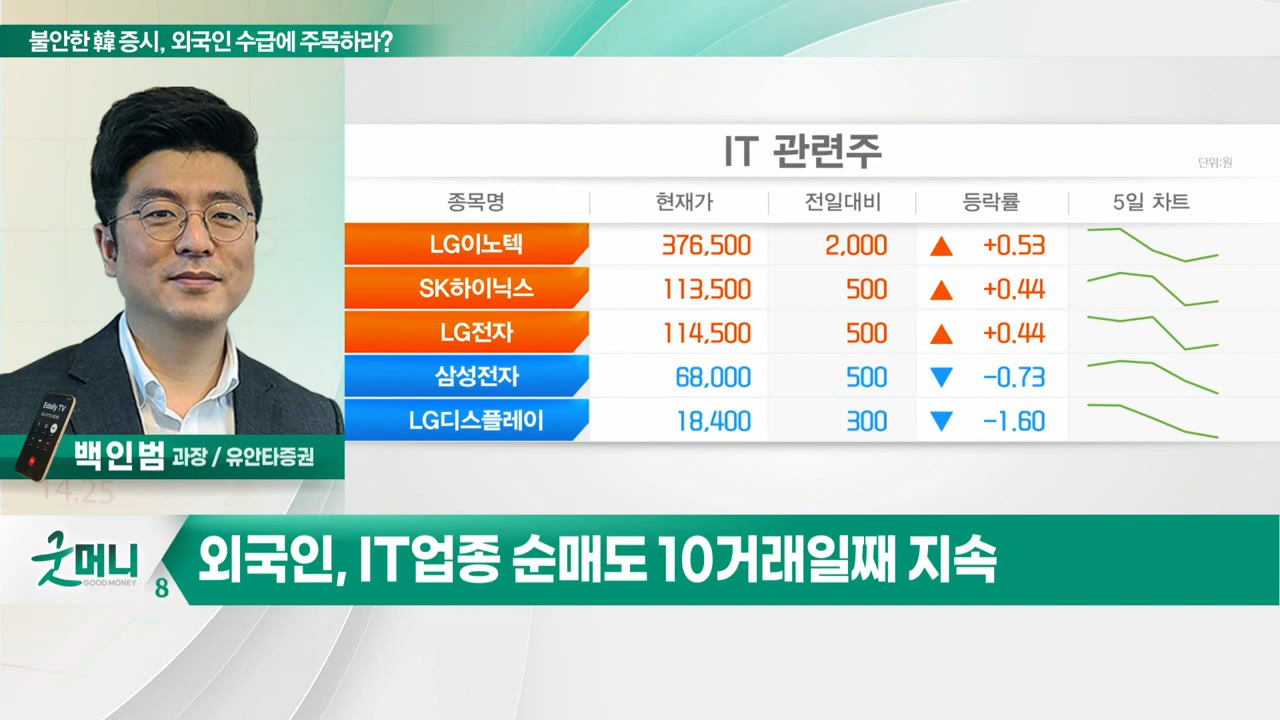 불안한 韓 증시, 외국인 수급에 주목하라?
IT 관련주
단위:원
종목명 현재가 전일대비 등락률 5일 차트
LG이노텍 376,500 2,000 ▲ +0.53
SK하이닉스 113,500 500 ▲ +0.44
LG전자 114,500 500 ▲ +0.44
삼성전자 68,000 500 ▼ -0.73
LG디스플레이 18,400 300 ▼ -1.60
Edaily TV
백인범 과장 / 유안타증권
14.25
굿머니
GOOD MONEY
8
외국인, IT업종 순매도 10거래일째 지속